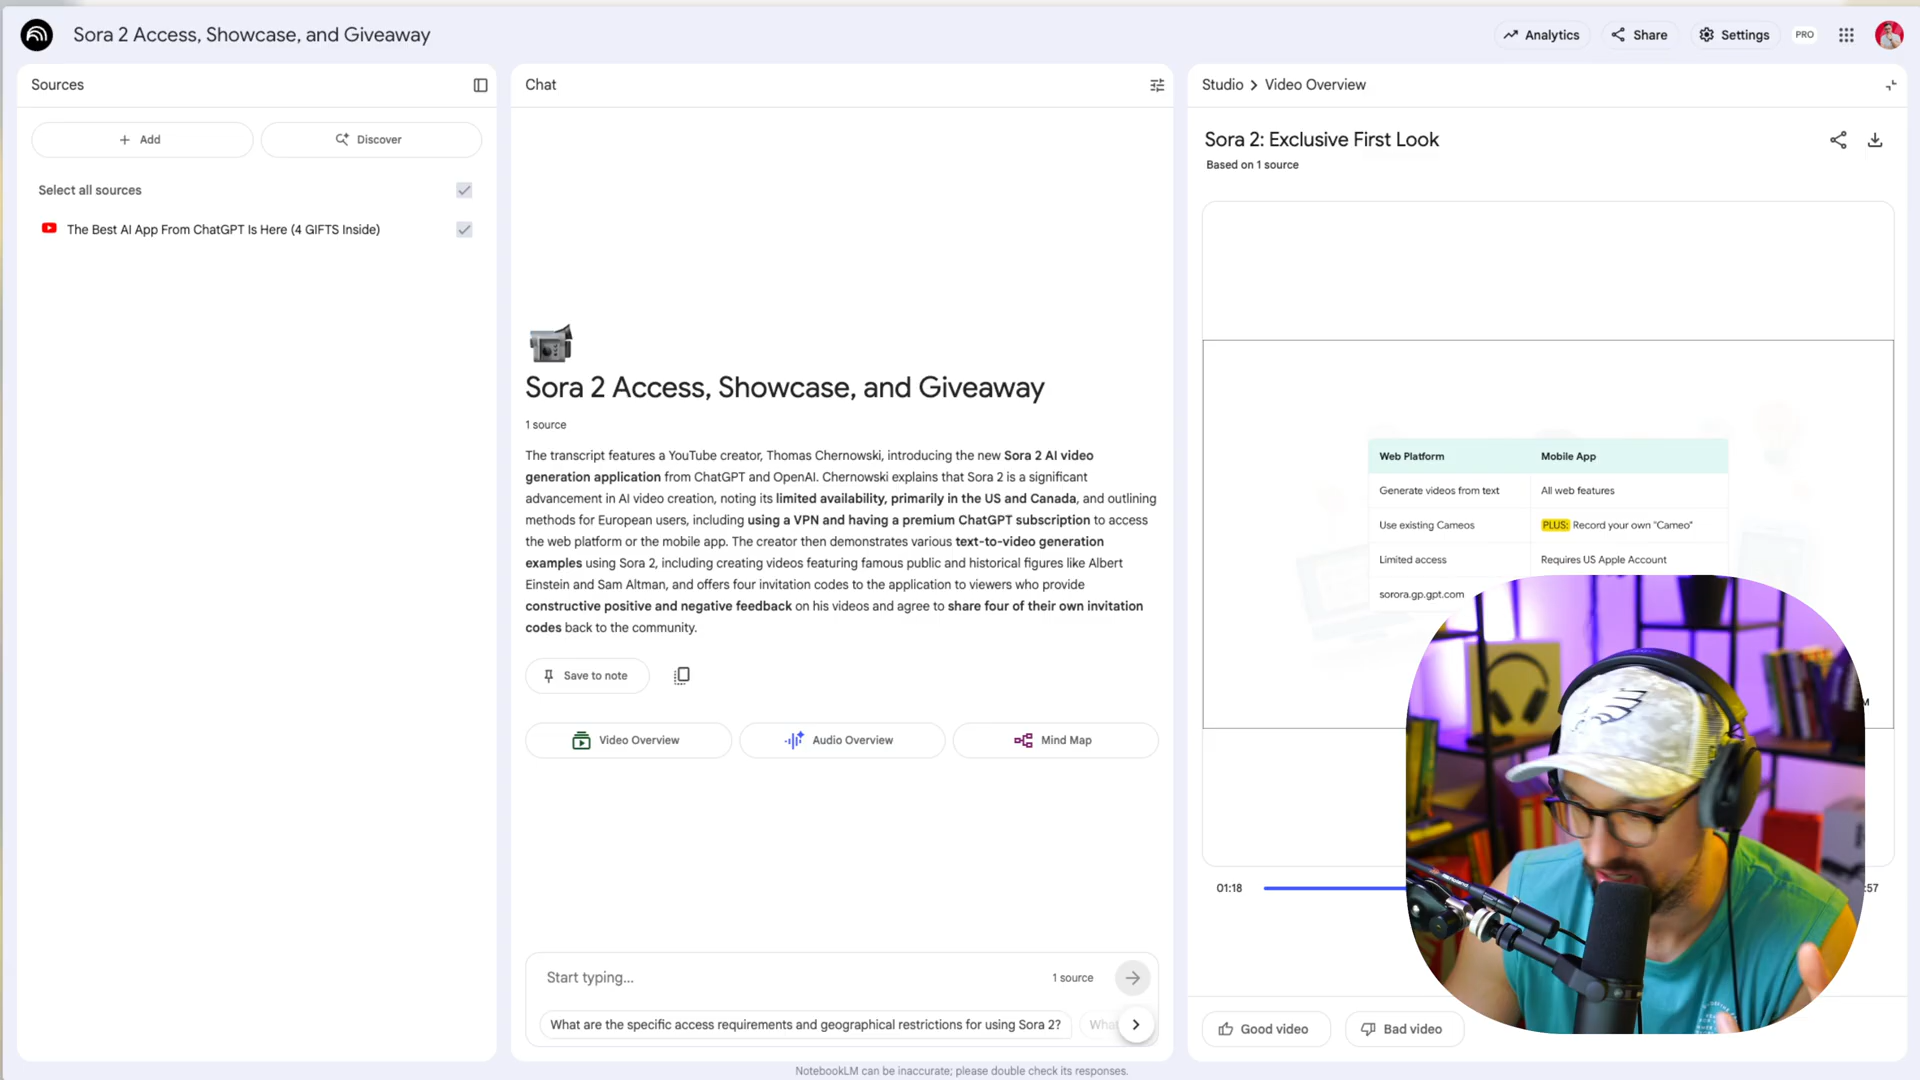 Sora 2 Access, Showcase, and Giveaway
Analytics
Share
Settings
PRO
Sources
Add
Discover
Select all sources
The Best AI App From ChatGPT Is Here (4 GIFTS Inside)
Chat
Sora 2 Access, Showcase, and Giveaway
1 source
The transcript features a YouTube creator, Thomas Chernowski, introducing the new Sora 2 AI video
generation application from ChatGPT and OpenAI. Chernowski explains that Sora 2 is a significant
advancement in AI video creation, noting its limited availability, primarily in the US and Canada, and outlining
methods for European users, including using a VPN and having a premium ChatGPT subscription to access
the web platform or the mobile app. The creator then demonstrates various text-to-video generation
examples using Sora 2, including creating videos featuring famous public and historical figures like Albert
Einstein and Sam Altman, and offers four invitation codes to the application to viewers who provide
constructive positive and negative feedback on his videos and agree to share four of their own invitation
codes back to the community.
Save to note
Video Overview
Audio Overview
Mind Map
Start typing...
1 source
What are the specific access requirements and geographical restrictions for using Sora 2?
NotebookLM can be inaccurate; please double check its responses.
Studio > Video Overview
Sora 2: Exclusive First Look
Based on 1 source
Web Platform Mobile App
Generate videos from text All web features
Use existing Cameos PLUS: Record your own "Cameo"
Limited access Requires US Apple Account
sorora.gp.gpt.com
01:18
:57
Good video
Bad video